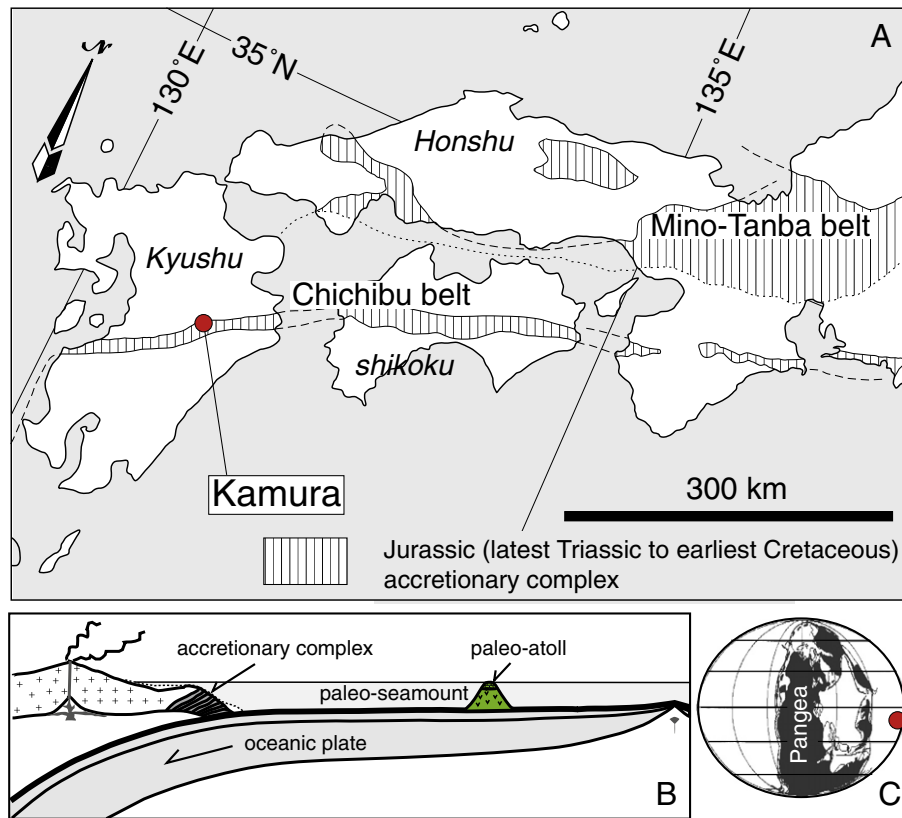 A
130°E
35°N
135°E
N
Honshu
Mino-Tanba belt
Kyushu
Chichibu belt
shikoku
Kamura
300 km
Jurassic (latest Triassic to earliest Cretaceous)
accretionary complex
accretionary complex
paleo-atoll
paleo-seamount
oceanic plate
B
Pangea
C